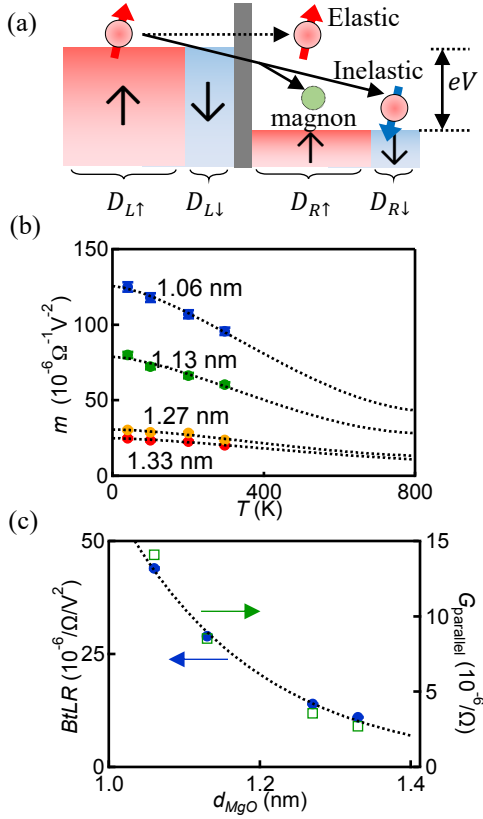 (a)
Elastic
Inelastic
eV
magnon
D_{L↑} D_{L↓} D_{R↑} D_{R↓}
(b)
150
100
50
0
m (10^{-6}Ω^{-1}V^{-2})
1.06 nm
1.13 nm
1.27 nm
1.33 nm
0 400 800
T (K)
(c)
50
25
0
BtLR (10^{-6}/Ω/V^{2})
15
10
5
0
G_{parallel} (10^{-6}/Ω)
1.0 1.2 1.4
d_{MgO} (nm)